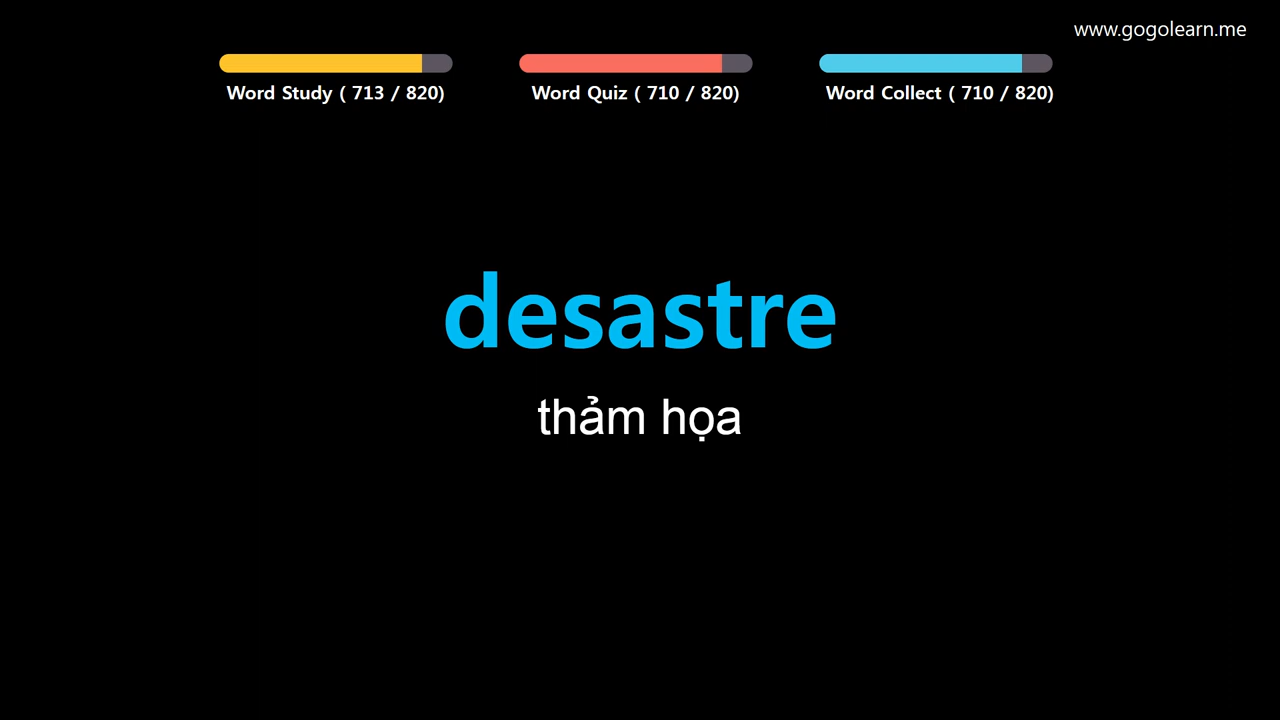 www.gogolearn.me
Word Study ( 713 / 820)
Word Quiz ( 710 / 820)
Word Collect ( 710 / 820)
desastre
thảm họa